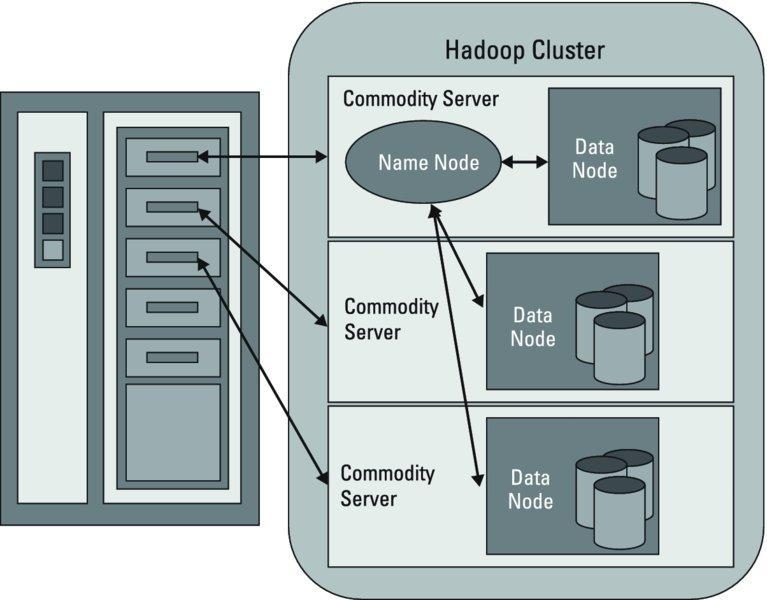 Hadoop Cluster
Commodity Server
Name Node
Data
Node
Commodity
Server
Data
Node
Commodity
Server
Data
Node